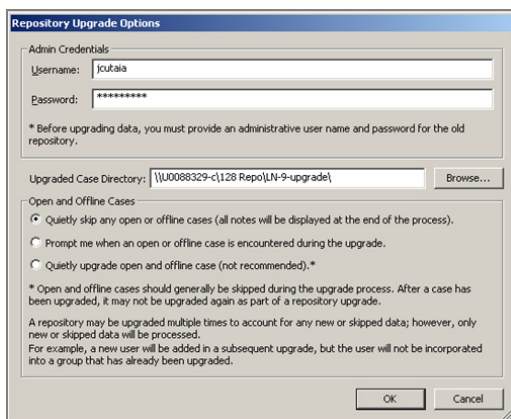 Repository Upgrade Options
Admin Credentials
Username: jcutaia
Password: *********
* Before upgrading data, you must provide an administrative user name and password for the old
repository.
Upgraded Case Directory: \\U0088329-c\128 Repo\LN-9-upgrade\ Browse...
Open and Offline Cases
Quietly skip any open or offline cases (all notes will be displayed at the end of the process).
Prompt me when an open or offline case is encountered during the upgrade.
Quietly upgrade open and offline case (not recommended).*
* Open and offline cases should generally be skipped during the upgrade process. After a case has
been upgraded, it may not be upgraded again as part of a repository upgrade.
A repository may be upgraded multiple times to account for any new or skipped data; however, only
new or skipped data will be processed.
For example, a new user will be added in a subsequent upgrade, but the user will not be incorporated
into a group that has already been upgraded.
OK Cancel